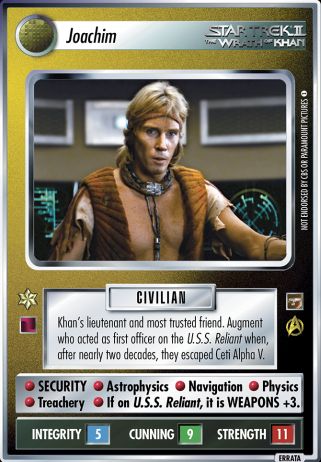 Joachim
STAR TREK II
THE WRATH OF KHAN
NOT ENDORSED BY CBS OR PARAMOUNT PICTURES
CIVILIAN
Khan's lieutenant and most trusted friend. Augment
who acted as first officer on the U.S.S. Reliant when,
after nearly two decades, they escaped Ceti Alpha V.
• SECURITY • Astrophysics • Navigation • Physics
• Treachery • If on U.S.S. Reliant, it is WEAPONS +3.
INTEGRITY 5 CUNNING 9 STRENGTH 11
ERRATA